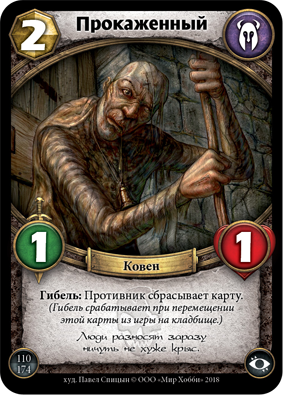 2
Прокаженный
1
1
Ковен
Гибель: Противник сбрасывает карту.
(Гибель срабатывает при перемещении
этой карты из игры на кладбище.)
Люди разносят заразу
ничуть не хуже крыс.
110
174
худ. Павел Спицын © ООО «Мир Хобби» 2018